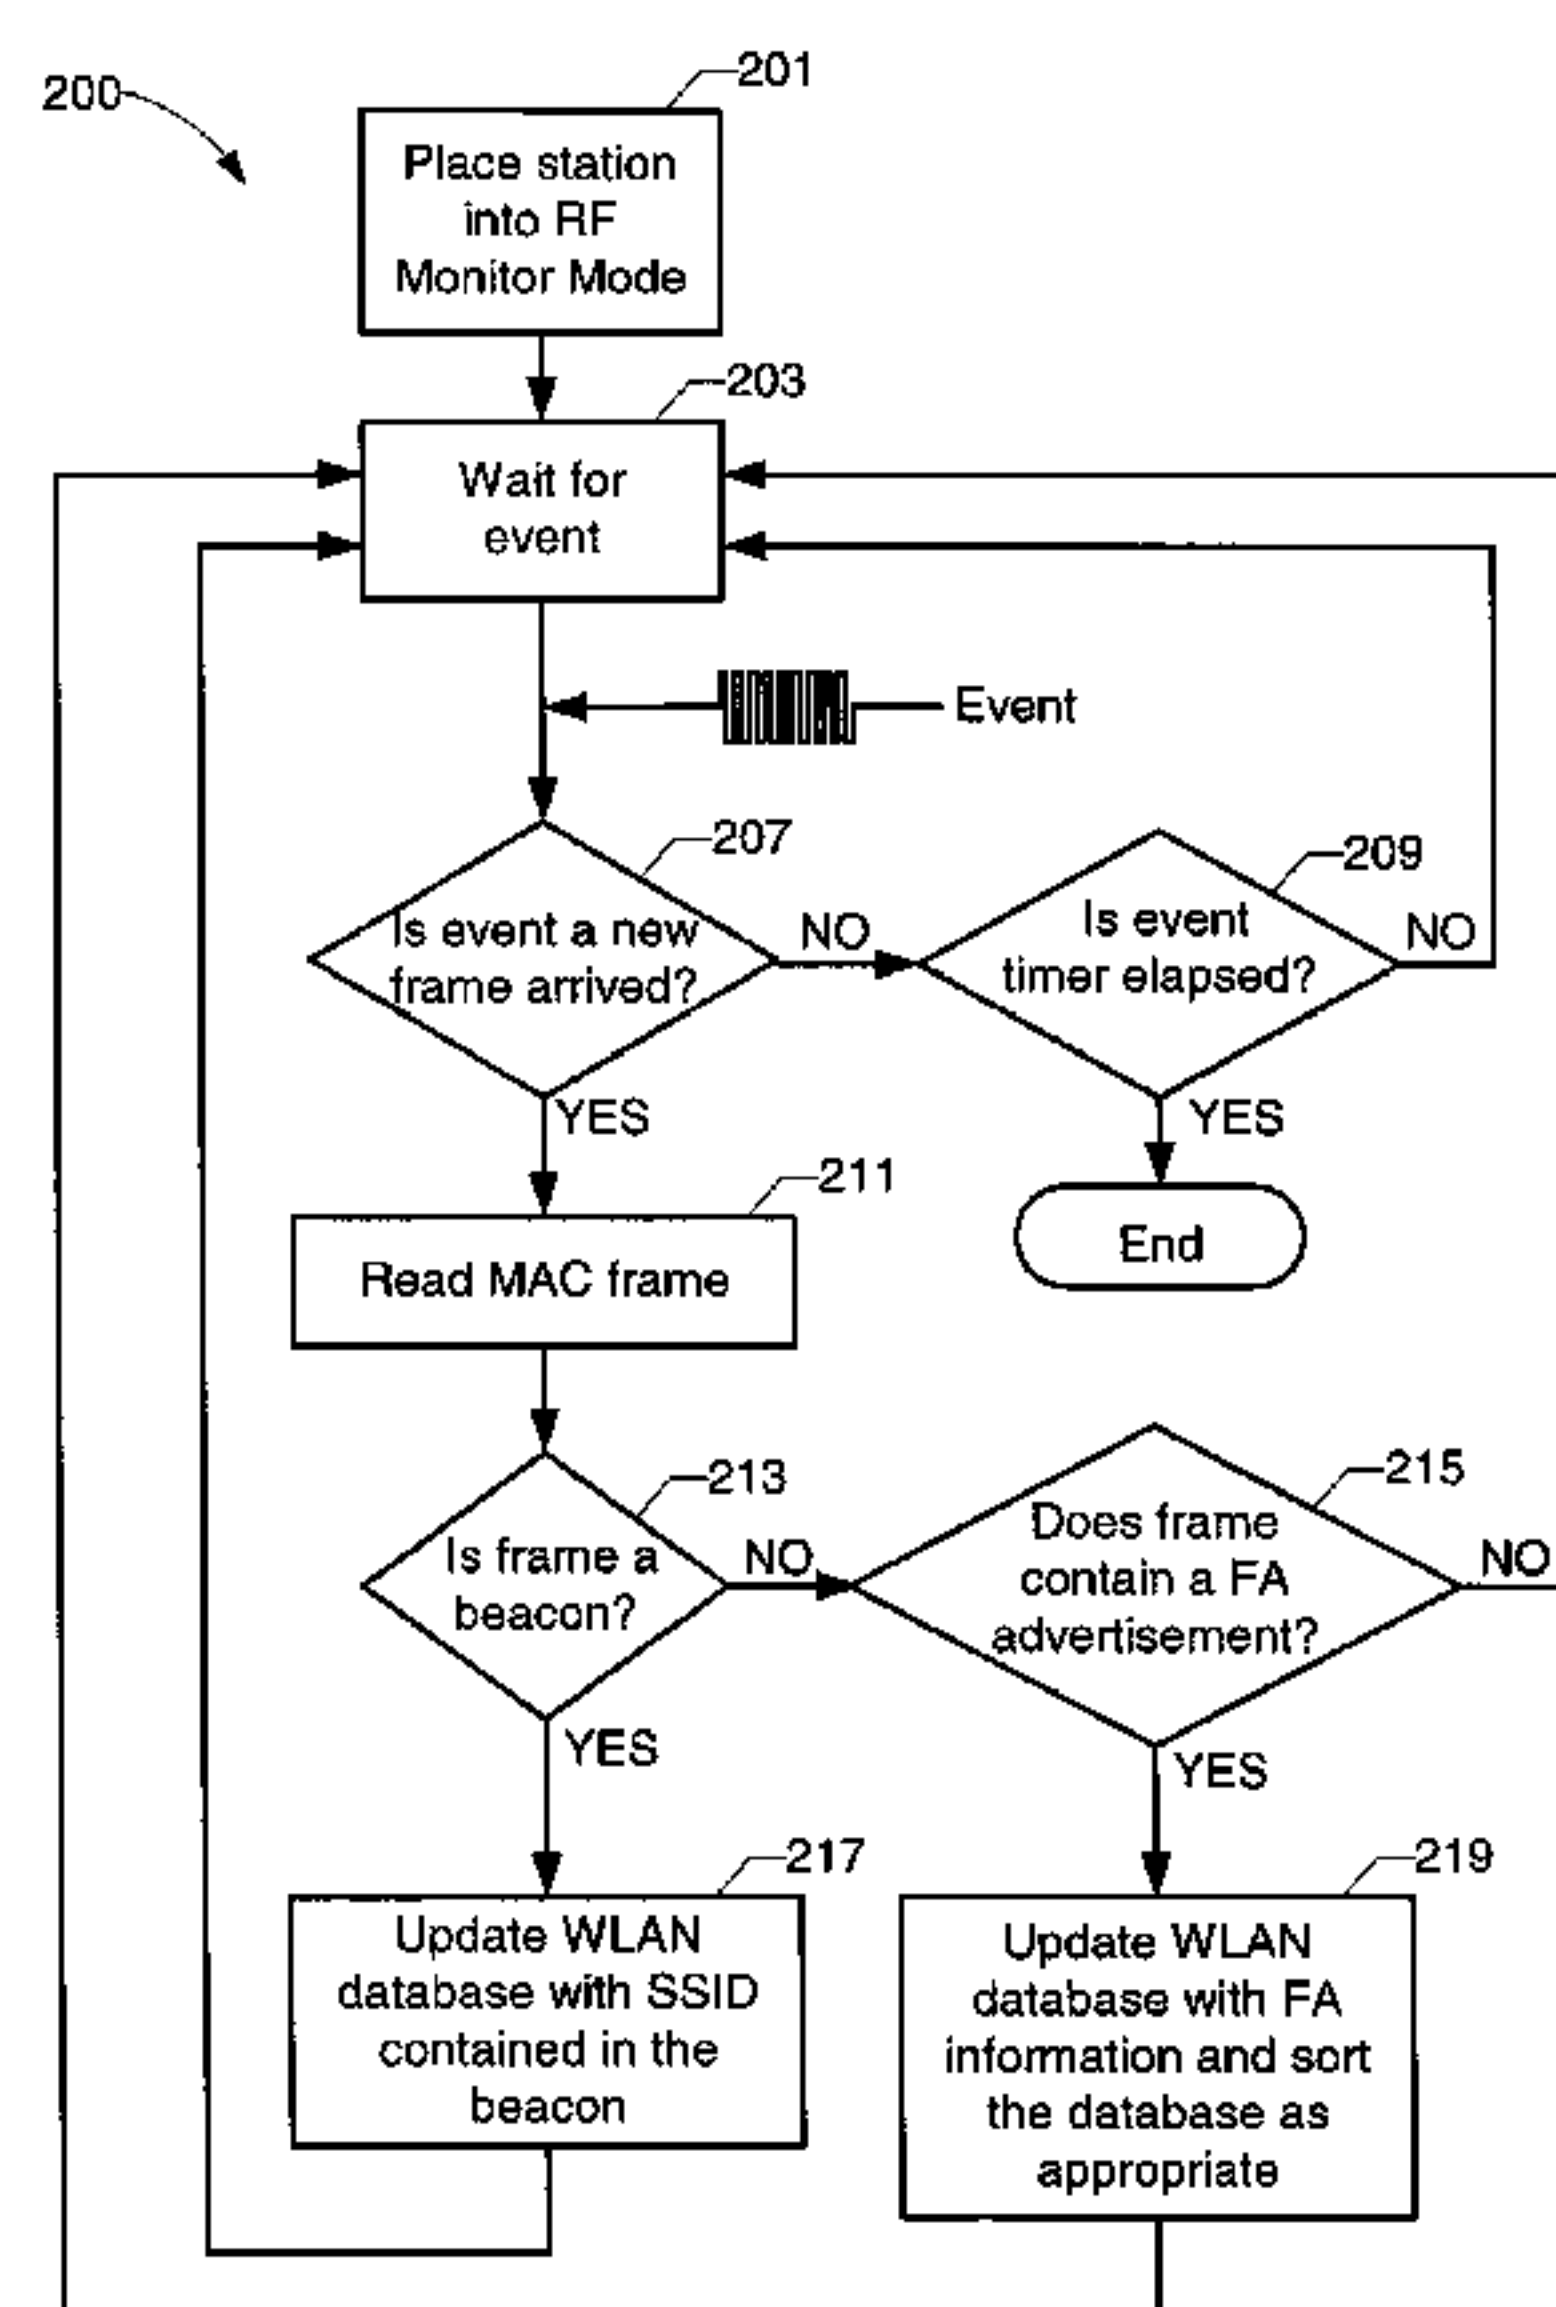 200
201
Place station
into RF
Monitor Mode
203
Wait for
event
Event
207
Is event a new
frame arrived?
NO
209
Is event
timer elapsed?
NO
YES
YES
211
Read MAC frame
End
213
Is frame a
beacon?
NO
215
Does frame
contain a FA
advertisement?
NO
YES
YES
217
Update WLAN
database with SSID
contained in the
beacon
219
Update WLAN
database with FA
information and sort
the database as
appropriate